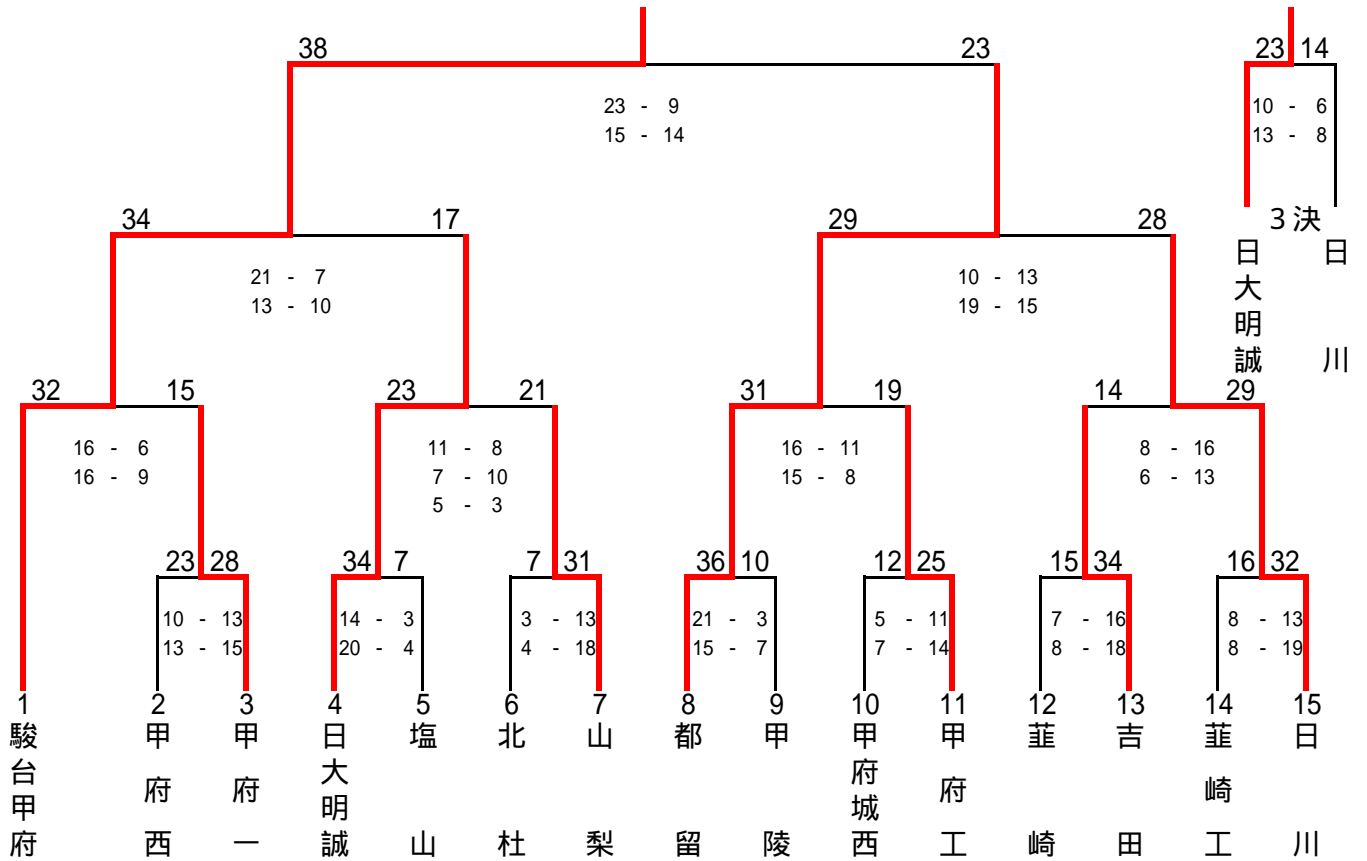 38 23 23 14
23 - 9 10 - 6
15 - 14 13 - 8
34 17 29 28 3決
21 - 7 10 - 13 日大明誠 日川
13 - 10 19 - 15
32 15 23 21 31 19 14 29
16 - 6 11 - 8 16 - 11 8 - 16
16 - 9 7 - 10 15 - 8 6 - 13
5 - 3
23 28 34 7 7 31 36 10 12 25 15 34 16 32
10 - 13 14 - 3 3 - 13 21 - 3 5 - 11 7 - 16 8 - 13
13 - 15 20 - 4 4 - 18 15 - 7 7 - 14 8 - 18 8 - 19
1 2 3 4 5 6 7 8 9 10 11 12 13 14 15
駿台甲府
甲府西
甲府一
日大明誠
塩山
北杜
山梨
都留
甲陵
甲府城西
甲府工
韮崎
吉田
韮崎工
日川